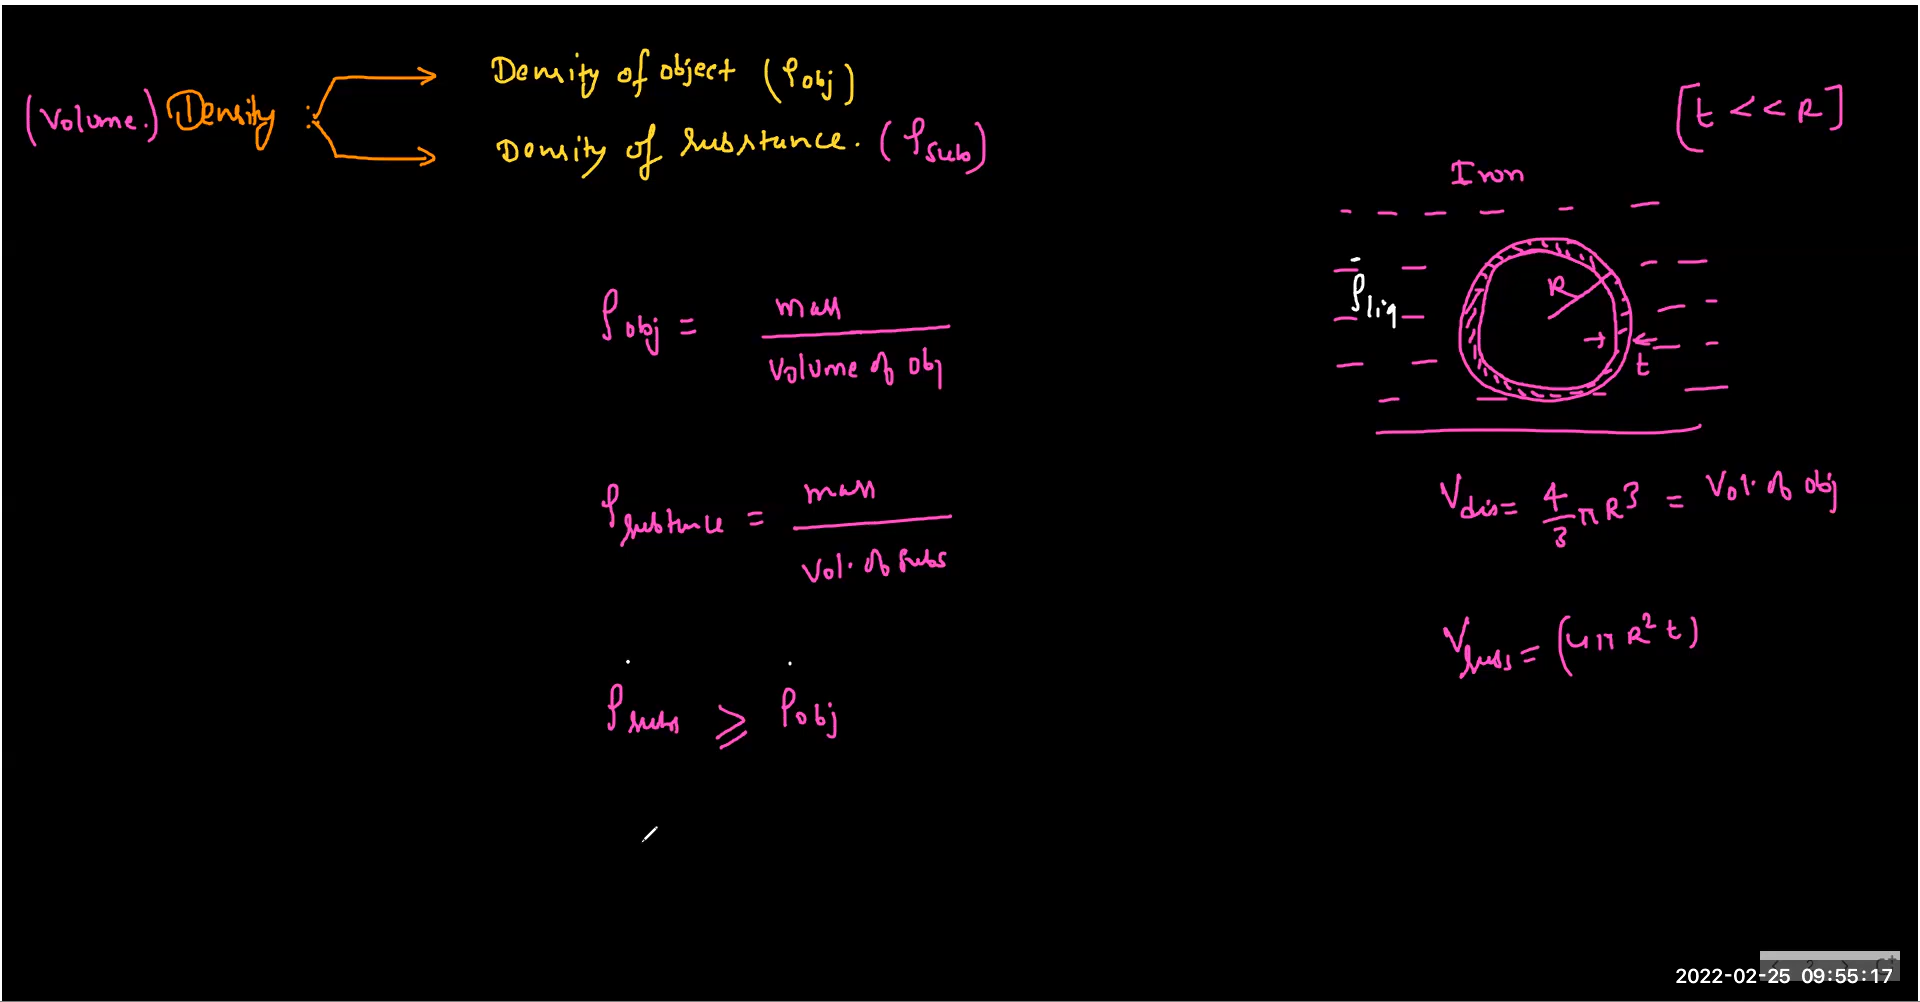 (Volume.) Density :
Density of object (ρobj)
Density of substance. (ρsub)
[t << R]
Iron
ρliq
R
t
ρobj = mass / Volume of obj
ρsubstance = mass / Vol. of subs
ρsubs ⩾ ρobj
Vdis = 4/3 π R³ = Vol. of obj
Vsubs = (4π R² t)
2022-02-25 09:55:17